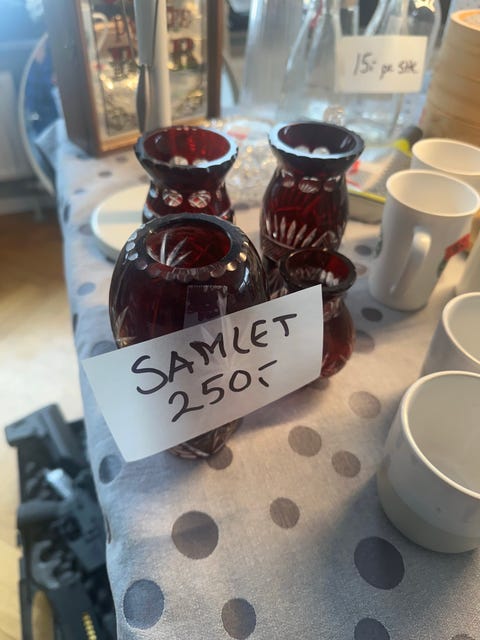 15,- pr stk
SAMLET
250,-